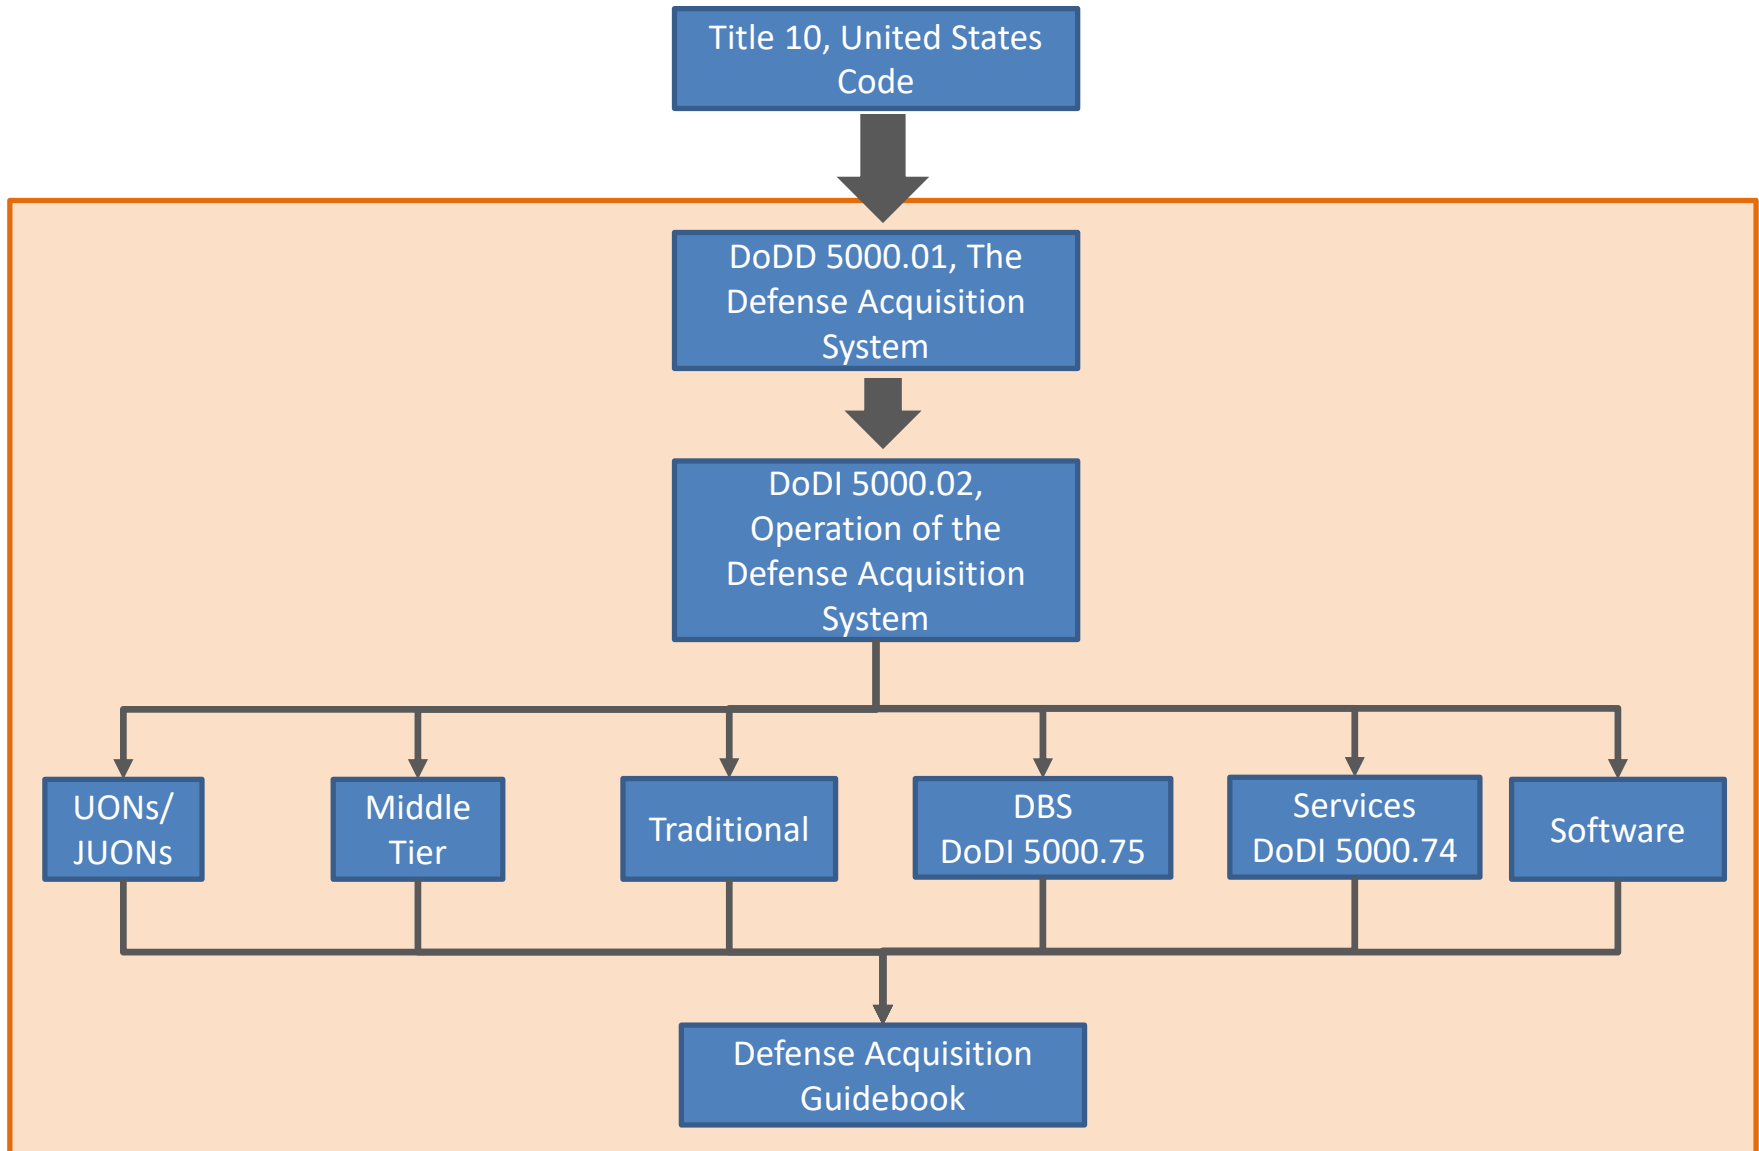 Title 10, United States
Code
DoDD 5000.01, The
Defense Acquisition
System
DoDI 5000.02,
Operation of the
Defense Acquisition
System
UONs/
JUONs
Middle
Tier
Traditional
DBS
DoDI 5000.75
Services
DoDI 5000.74
Software
Defense Acquisition
Guidebook